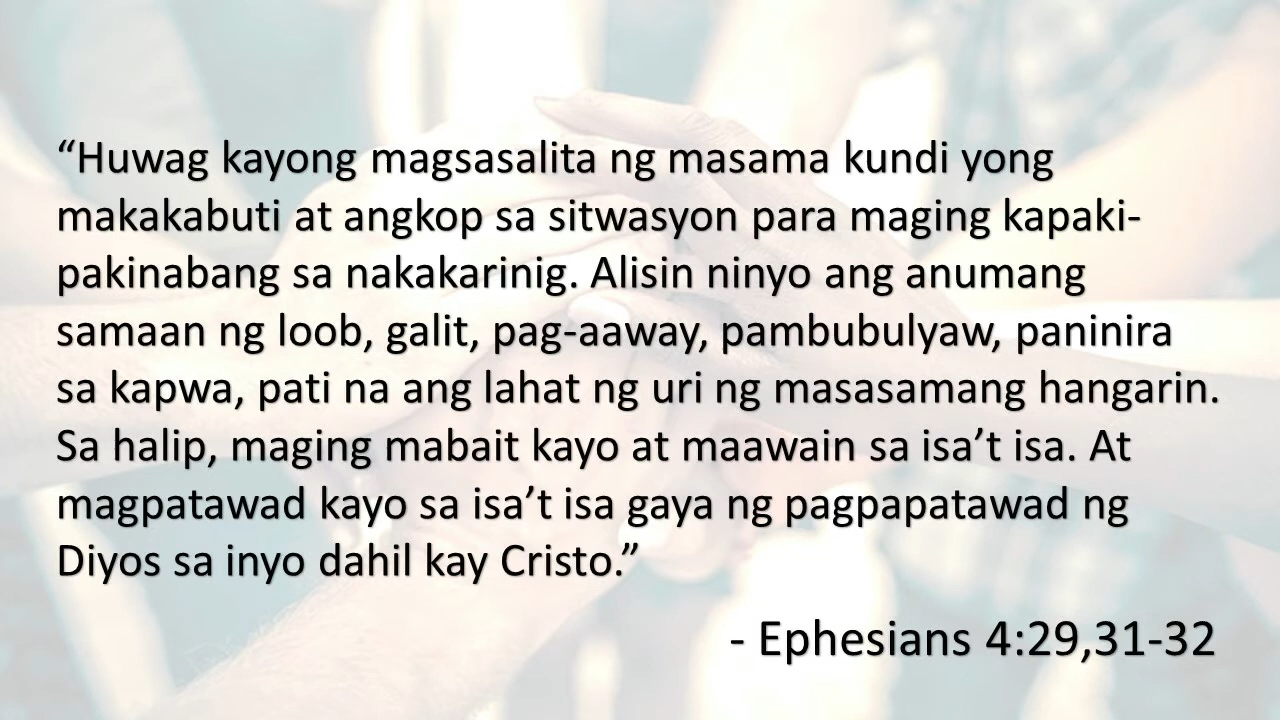 “Huwag kayong magsasalita ng masama kundi yong
makakabuti at angkop sa sitwasyon para maging kapaki-
pakinabang sa nakakarinig. Alisin ninyo ang anumang
samaan ng loob, galit, pag-aaway, pambubulyaw, paninira
sa kapwa, pati na ang lahat ng uri ng masasamang hangarin.
Sa halip, maging mabait kayo at maawain sa isa’t isa. At
magpatawad kayo sa isa’t isa gaya ng pagpapatawad ng
Diyos sa inyo dahil kay Cristo.”
- Ephesians 4:29,31-32